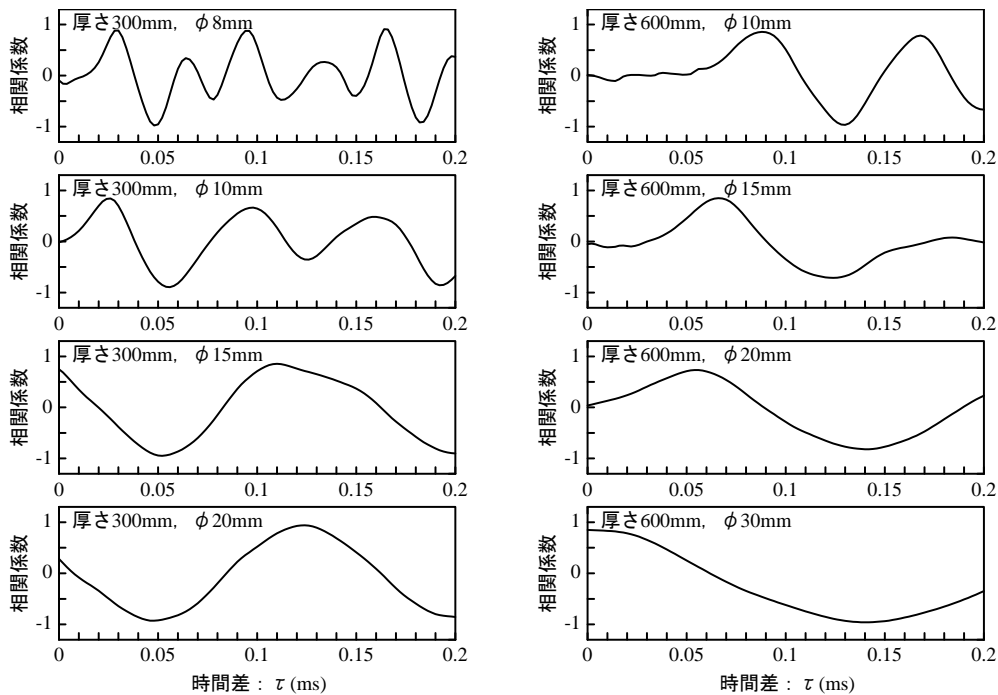 厚さ300mm, φ8mm
相関係数
1
0
-1
0 0.05 0.1 0.15 0.2
厚さ300mm, φ10mm
相関係数
1
0
-1
0 0.05 0.1 0.15 0.2
厚さ300mm, φ15mm
相関係数
1
0
-1
0 0.05 0.1 0.15 0.2
厚さ300mm, φ20mm
相関係数
1
0
-1
0 0.05 0.1 0.15 0.2
時間差：τ (ms)
厚さ600mm, φ10mm
相関係数
1
0
-1
0 0.05 0.1 0.15 0.2
厚さ600mm, φ15mm
相関係数
1
0
-1
0 0.05 0.1 0.15 0.2
厚さ600mm, φ20mm
相関係数
1
0
-1
0 0.05 0.1 0.15 0.2
厚さ600mm, φ30mm
相関係数
1
0
-1
0 0.05 0.1 0.15 0.2
時間差：τ (ms)